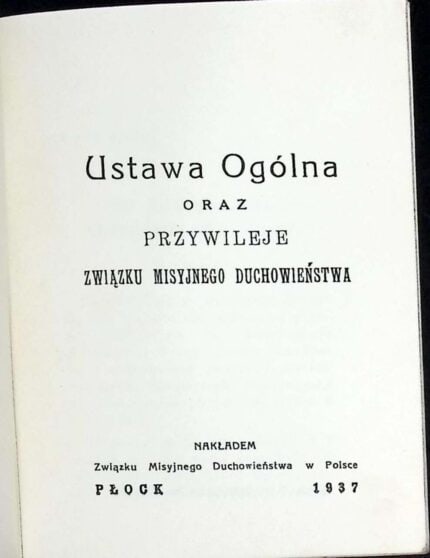 Ustawa Ogólna
ORAZ
PRZYWILEJE
ZWIĄZKU MISYJNEGO DUCHOWIEŃSTWA
NAKŁADEM
Związku Misyjnego Duchowieństwa w Polsce
PŁOCK 1937